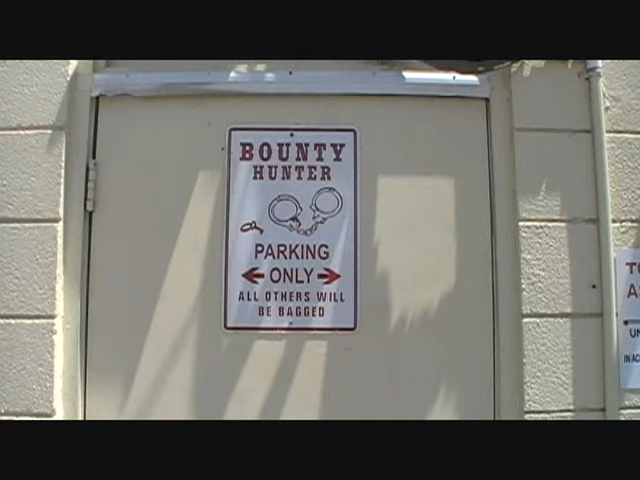 BOUNTY
HUNTER
PARKING
ONLY
ALL OTHERS WILL
BE BAGGED